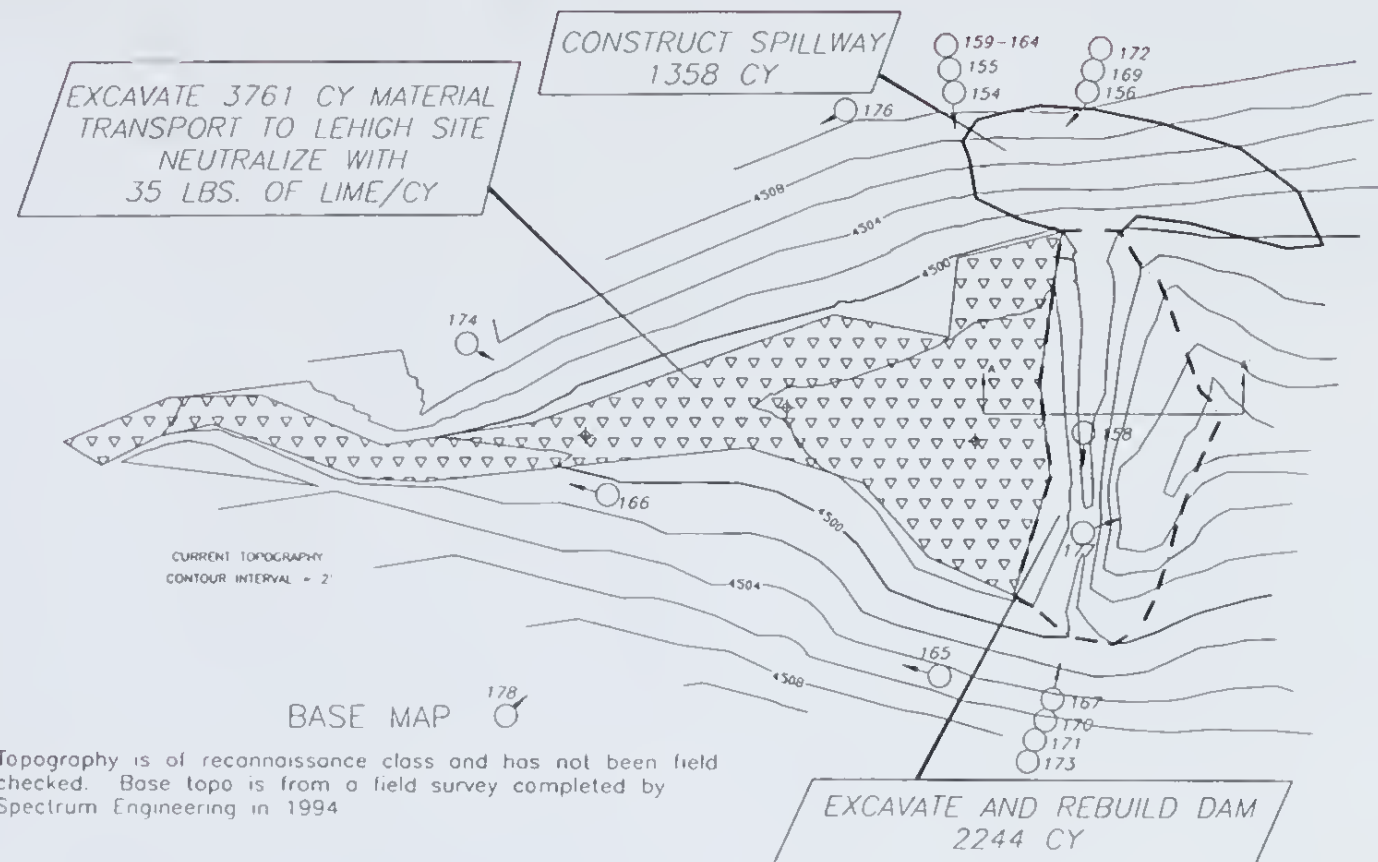 CONSTRUCT SPILLWAY
1358 CY
159-164
155
154
172
169
156
EXCAVATE 3761 CY MATERIAL
TRANSPORT TO LEHIGH SITE
NEUTRALIZE WITH
35 LBS. OF LIME/CY
176
4508
4504
4500
174
A
158
166
4500
177
CURRENT TOPOGRAPHY
CONTOUR INTERVAL = 2'
4504
165
4508
167
170
171
173
178
BASE MAP
Topography is of reconnaissance class and has not been field
checked. Base topo is from a field survey completed by
Spectrum Engineering in 1994
EXCAVATE AND REBUILD DAM
2244 CY